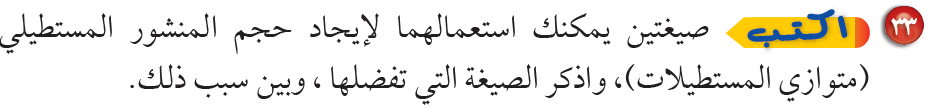 ٣٣ اكتب صيغتين يمكنك استعمالهما لإيجاد حجم المنشور المستطيلي
(متوازي المستطيلات)، واذكر الصيغة التي تفضلها ، وبين سبب ذلك.